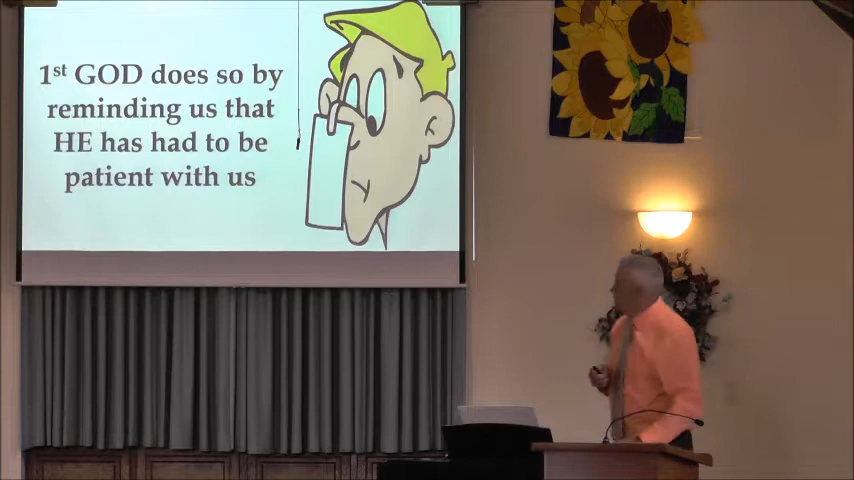 1st GOD does so by
reminding us that
HE has had to be
patient with us